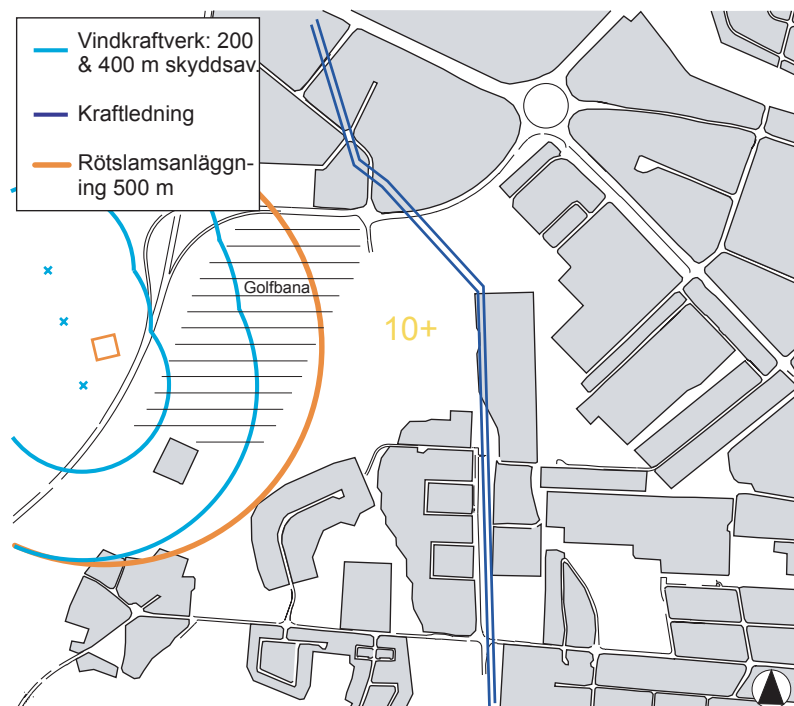 Vindkraftverk: 200
& 400 m skyddsav.
Kraftledning
Rötslamsanläggn-
ing 500 m
Golfbana
10+